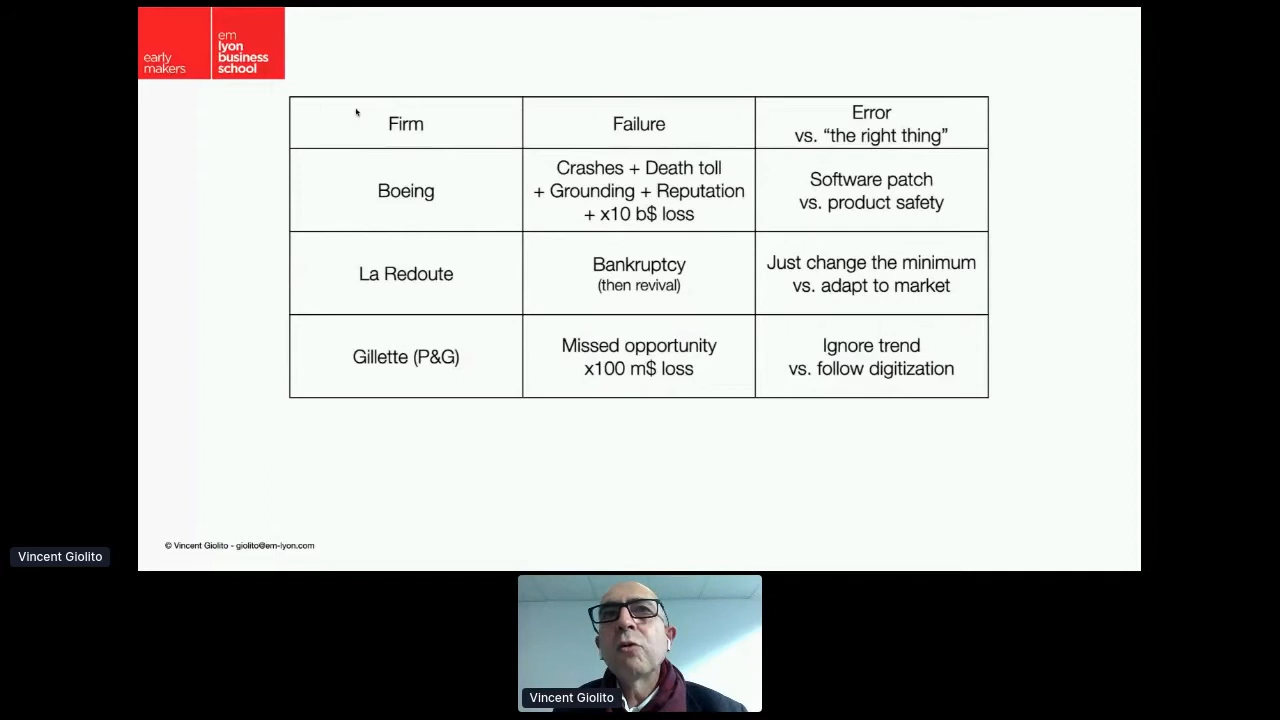 early
makers
em
lyon
business
school
Firm
Failure
Error
vs. “the right thing”
Boeing
Crashes + Death toll
+ Grounding + Reputation
+ x10 b$ loss
Software patch
vs. product safety
La Redoute
Bankruptcy
(then revival)
Just change the minimum
vs. adapt to market
Gillette (P&G)
Missed opportunity
x100 m$ loss
Ignore trend
vs. follow digitization
© Vincent Giolito - giolito@em-lyon.com
Vincent Giolito
Vincent Giolito